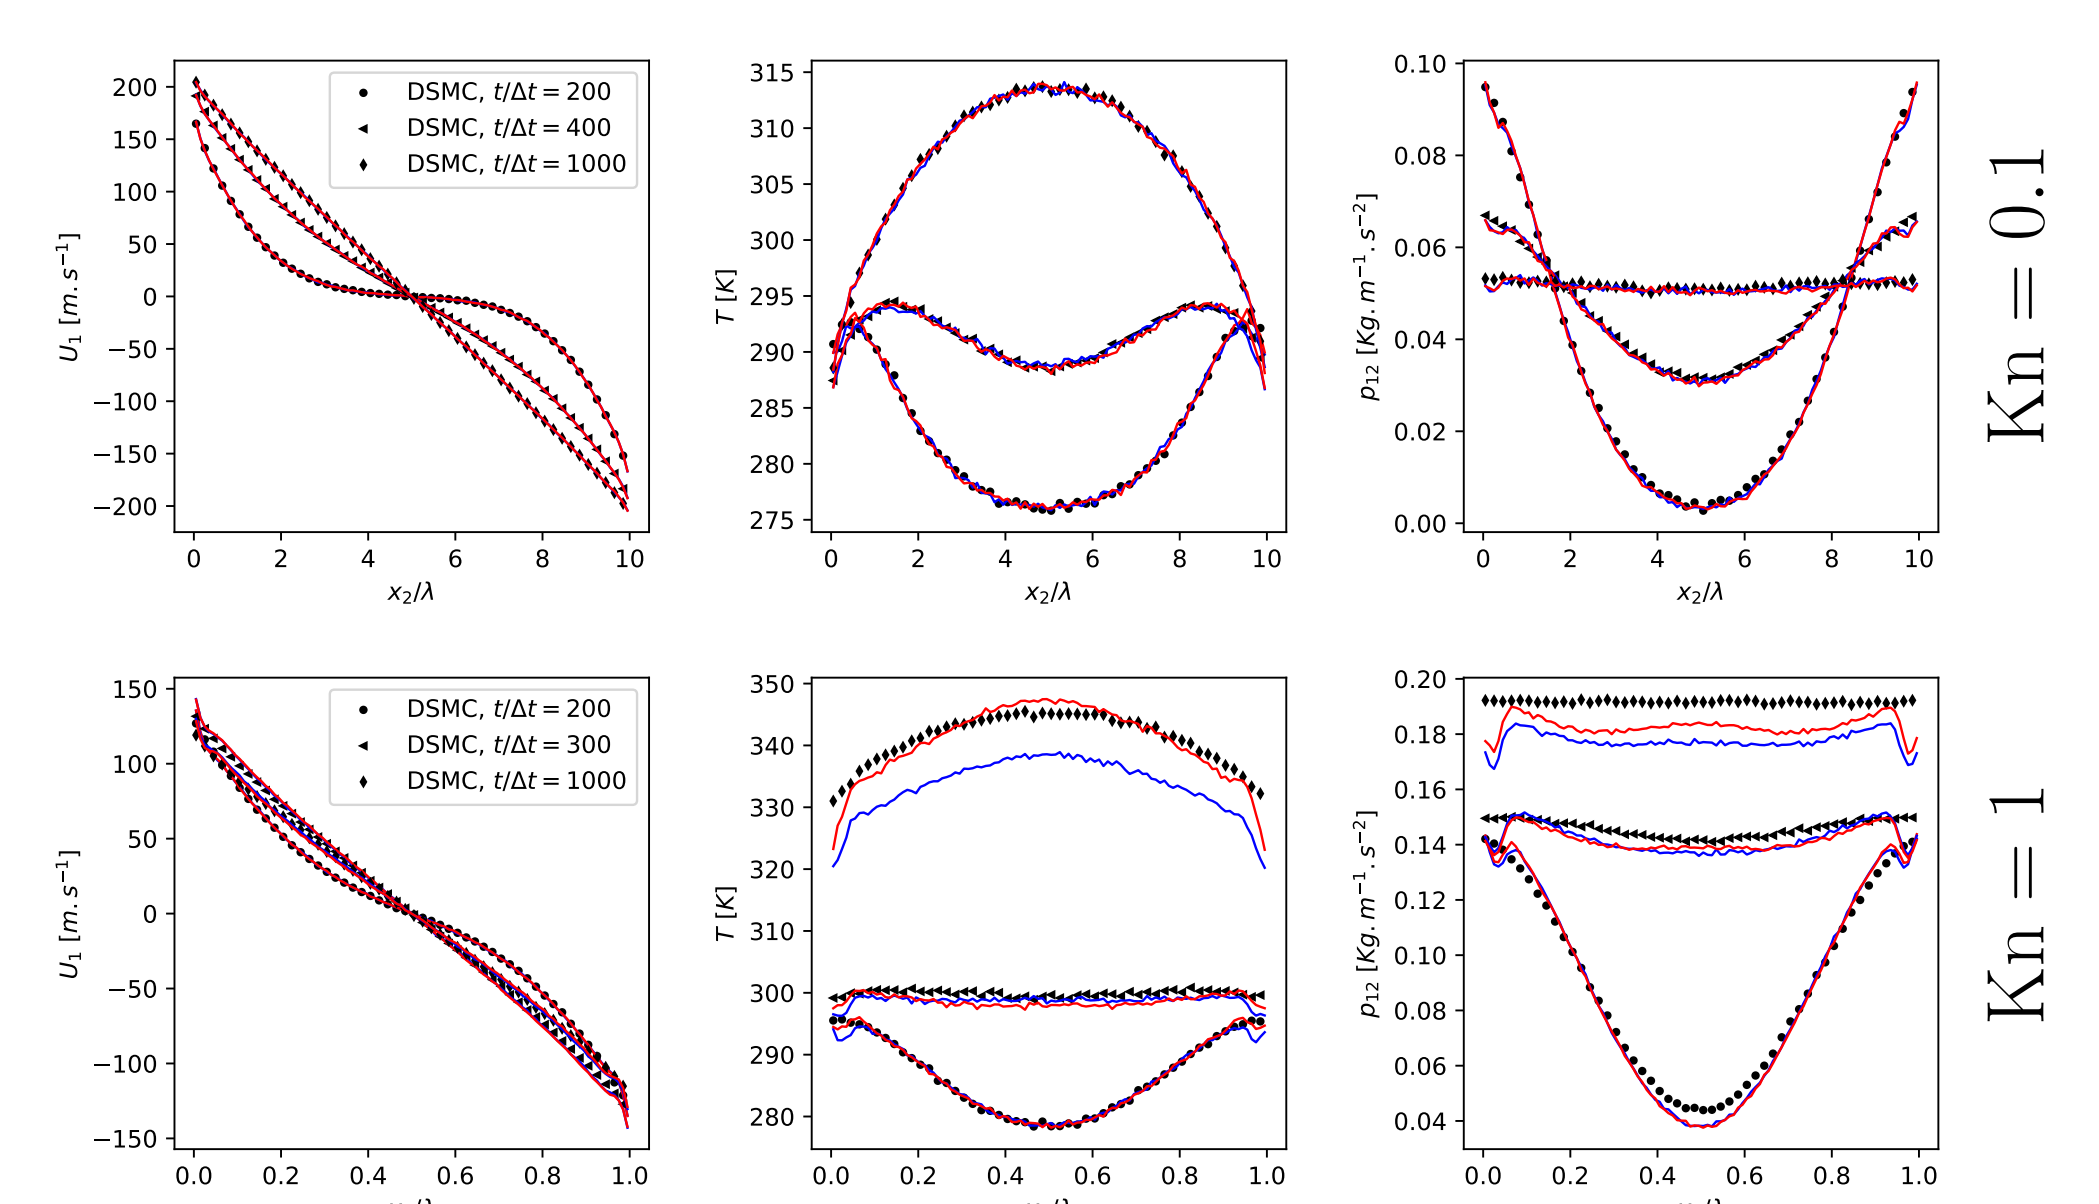 200
150
100
50
0
−50
−100
−150
−200
U₁ [m.s⁻¹]
DSMC, t/Δt = 200
DSMC, t/Δt = 400
DSMC, t/Δt = 1000
0 2 4 6 8 10
x₂/λ
315
310
305
300
295
290
285
280
275
T [K]
0 2 4 6 8 10
x₂/λ
0.10
0.08
0.06
0.04
0.02
0.00
p₁₂ [Kg.m⁻¹.s⁻²]
0 2 4 6 8 10
x₂/λ
Kn = 0.1
150
100
50
0
−50
−100
−150
U₁ [m.s⁻¹]
DSMC, t/Δt = 200
DSMC, t/Δt = 300
DSMC, t/Δt = 1000
0.0 0.2 0.4 0.6 0.8 1.0
350
340
330
320
310
300
290
280
T [K]
0.0 0.2 0.4 0.6 0.8 1.0
0.20
0.18
0.16
0.14
0.12
0.10
0.08
0.06
0.04
p₁₂ [Kg.m⁻¹.s⁻²]
0.0 0.2 0.4 0.6 0.8 1.0
Kn = 1